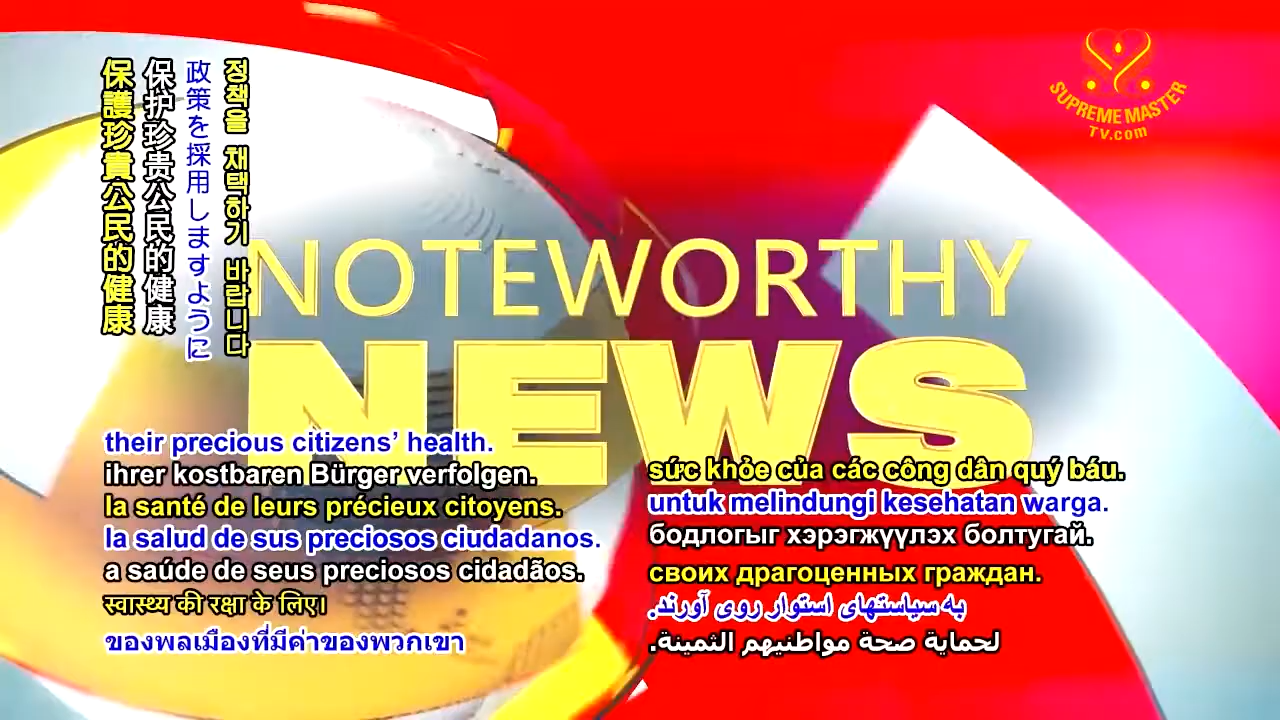 保護珍貴公民的健康
保护珍贵公民的健康
政策を採用しますように
정책을 채택하기 바랍니다
SUPREME MASTER
TV.com
NOTEWORTHY
NEWS
their precious citizens’ health.
ihrer kostbaren Bürger verfolgen.
la santé de leurs précieux citoyens.
la salud de sus preciosos ciudadanos.
a saúde de seus preciosos cidadãos.
स्वास्थ्य की रक्षा के लिए।
ของพลเมืองที่มีค่าของพวกเขา
sức khỏe của các công dân quý báu.
untuk melindungi kesehatan warga.
бодлогыг хэрэгжүүлэх болтугай.
своих драгоценных граждан.
به سیاستهای استوار روی آورند.
لحماية صحة مواطنيهم الثمينة.